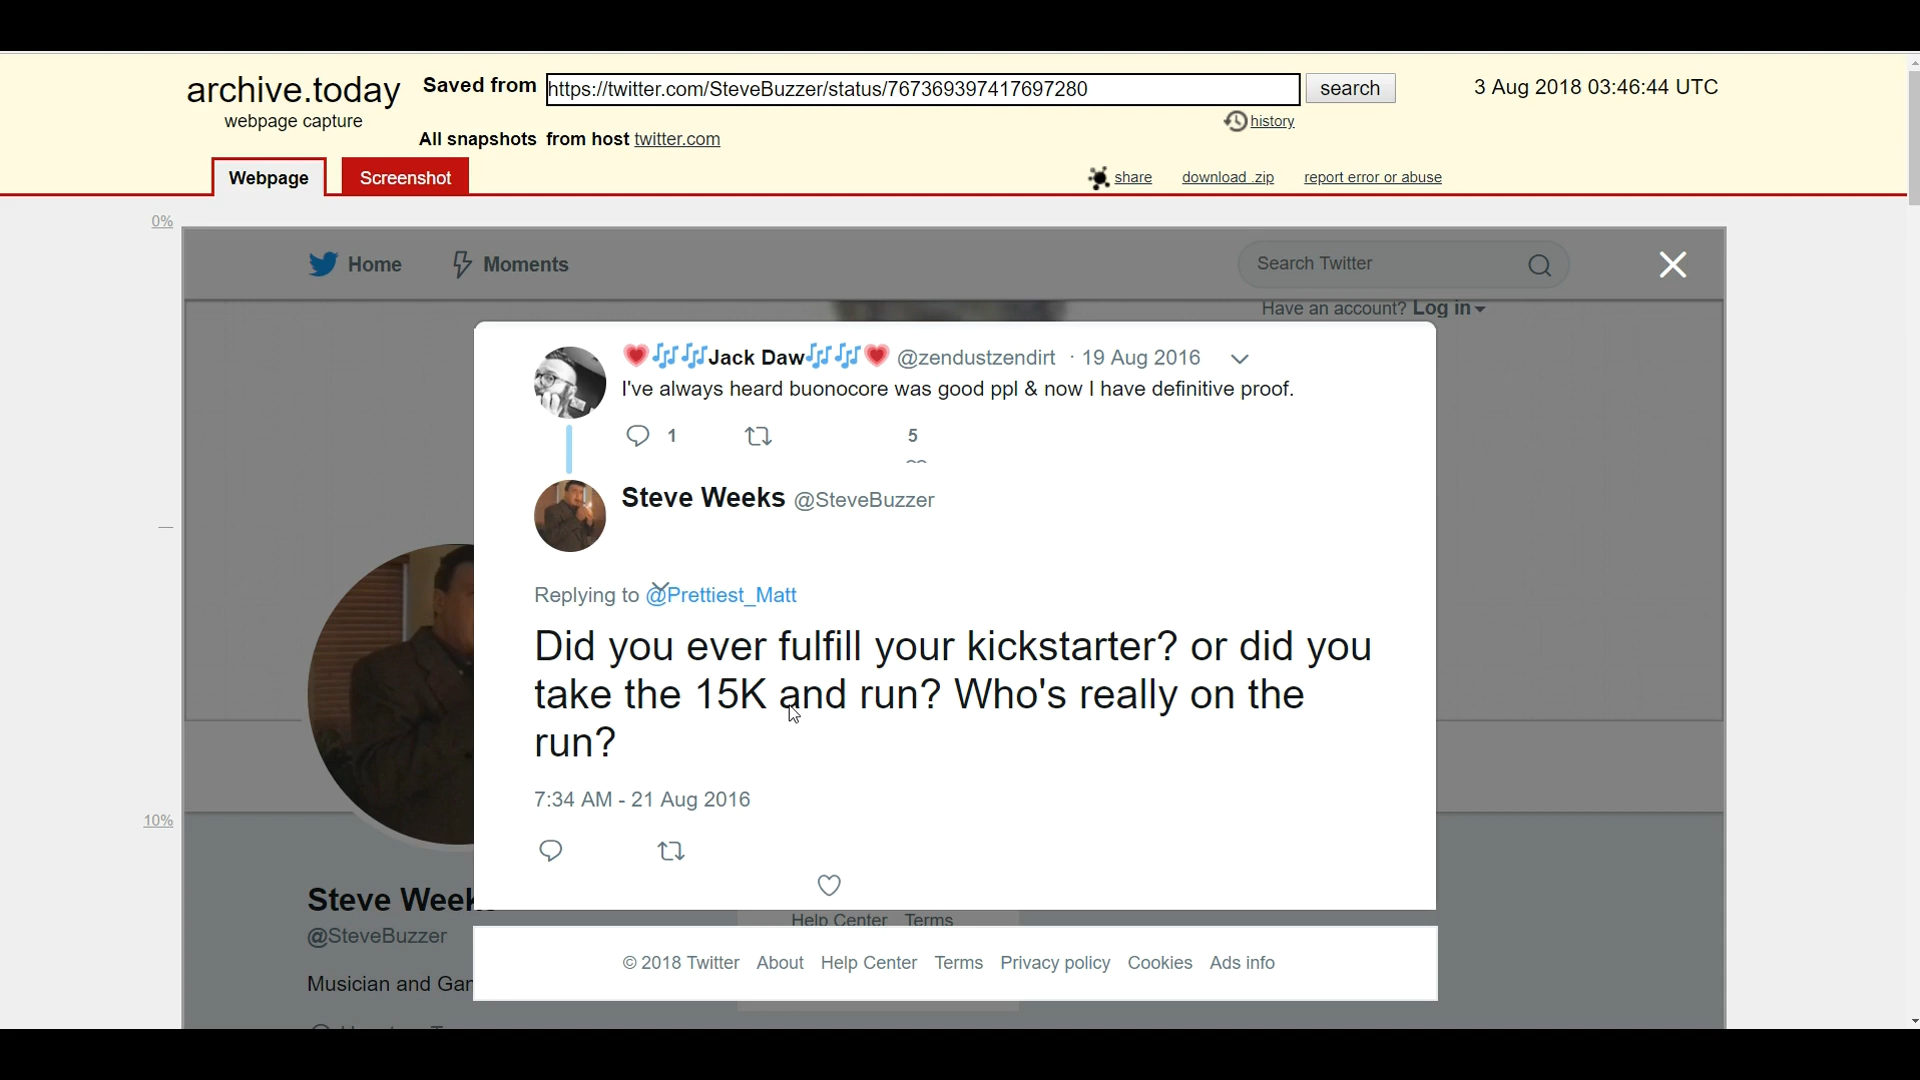 archive.today
webpage capture
Saved from
https://twitter.com/SteveBuzzer/status/767369397417697280
search
3 Aug 2018 03:46:44 UTC
history
All snapshots from host twitter.com
Webpage
Screenshot
share
download .zip
report error or abuse
0%
Home
Moments
Search Twitter
Have an account? Log in
💗🎶🎶Jack Daw🎶🎶💗 @zendustzendirt · 19 Aug 2016
I've always heard buonocore was good ppl & now I have definitive proof.
1
5
Steve Weeks @SteveBuzzer
Replying to @Prettiest_Matt
Did you ever fulfill your kickstarter? or did you
take the 15K and run? Who's really on the
run?
7:34 AM - 21 Aug 2016
10%
Steve Weeks
@SteveBuzzer
Musician and
Help Center Terms
© 2018 Twitter About Help Center Terms Privacy policy Cookies Ads info